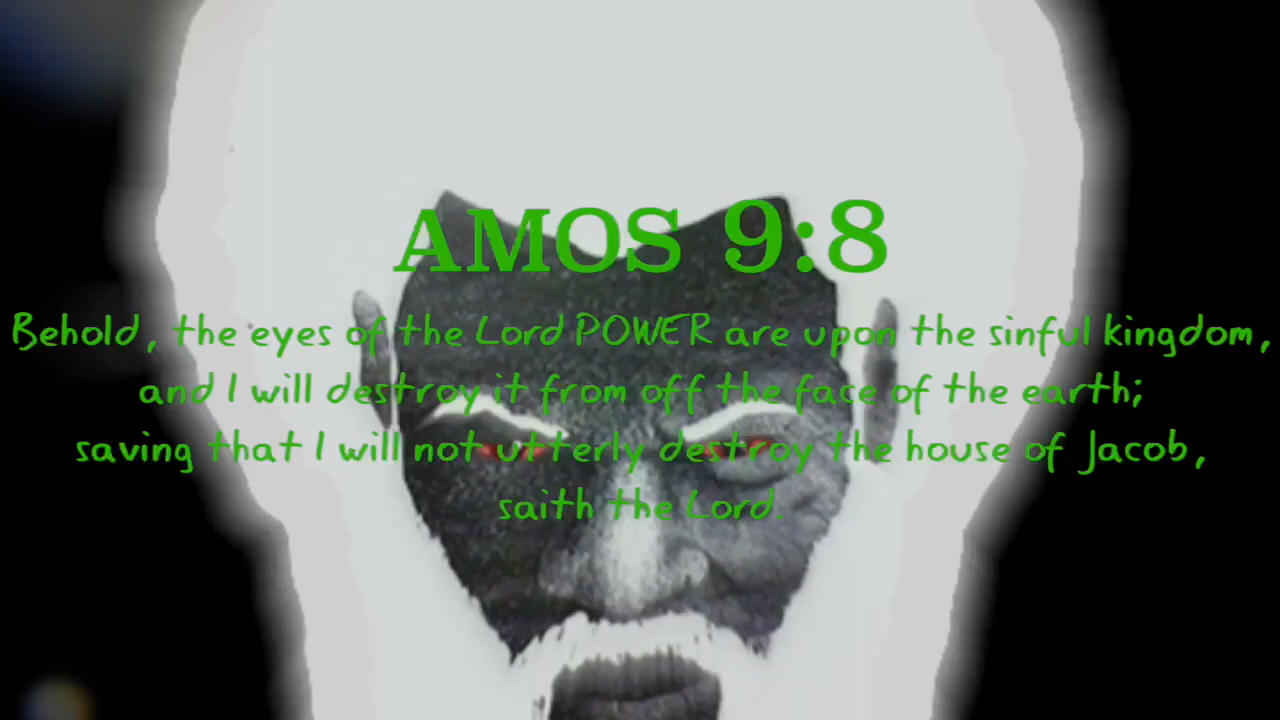 AMOS 9:8
Behold, the eyes of the Lord POWER are upon the sinful kingdom,
and I will destroy it from off the face of the earth;
saving that I will not utterly destroy the house of Jacob,
saith the Lord.